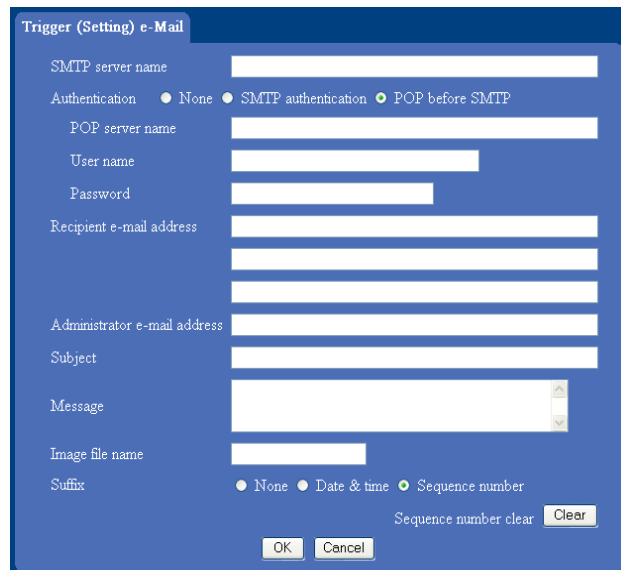 Trigger (Setting) e-Mail
SMTP server name
Authentication None SMTP authentication POP before SMTP
POP server name
User name
Password
Recipient e-mail address
Administrator e-mail address
Subject
Message
Image file name
Suffix None Date & time Sequence number
Sequence number clear Clear
OK Cancel